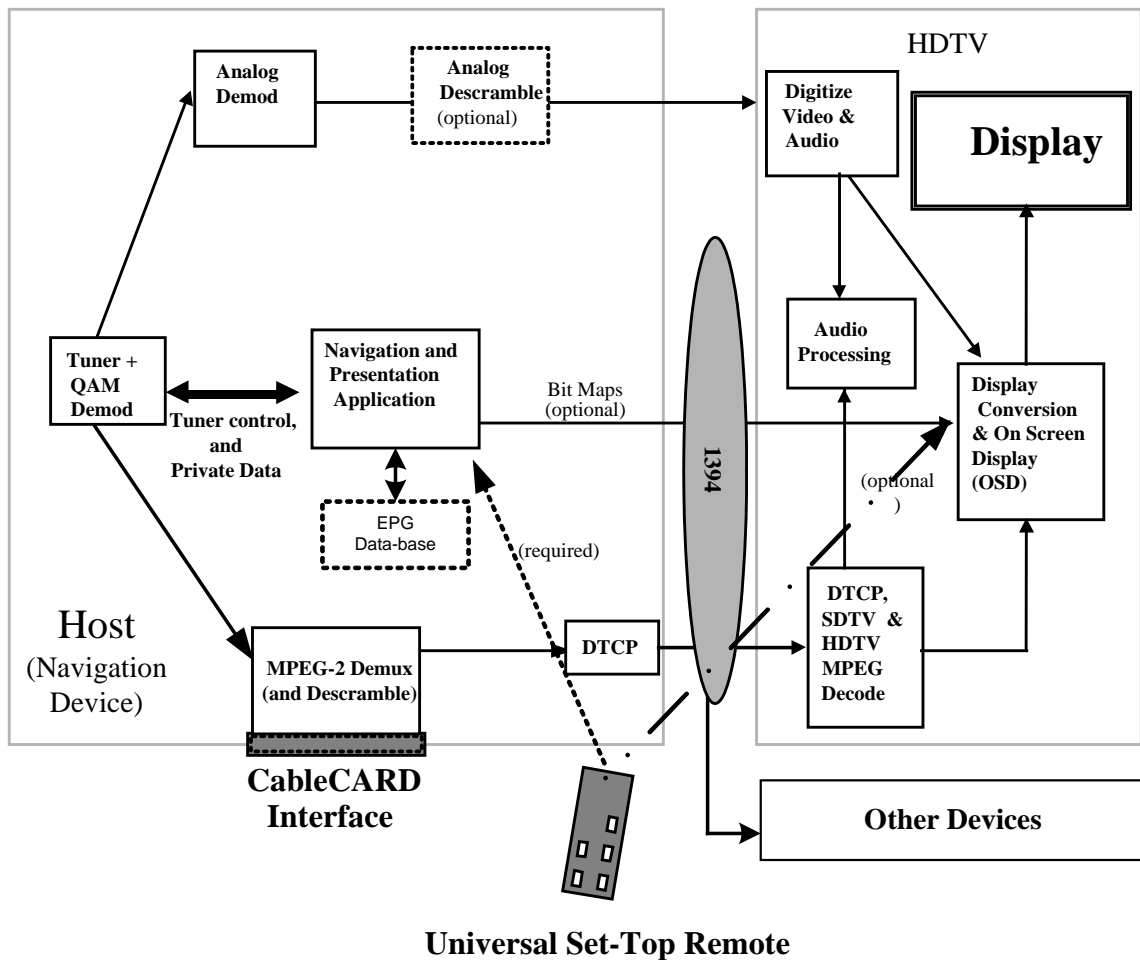 HDTV
Analog
Demod
Analog
Descramble
(optional)
Digitize
Video &
Audio
Display
Tuner +
QAM
Demod
Tuner control,
and
Private Data
Navigation and
Presentation
Application
Bit Maps
(optional)
1394
Audio
Processing
Display
Conversion
& On Screen
Display
(OSD)
(optional
)
EPG
Data-base
(required)
Host
(Navigation
Device)
MPEG-2 Demux
(and Descramble)
DTCP
DTCP,
SDTV &
HDTV
MPEG
Decode
CableCARD
Interface
Other Devices
Universal Set-Top Remote